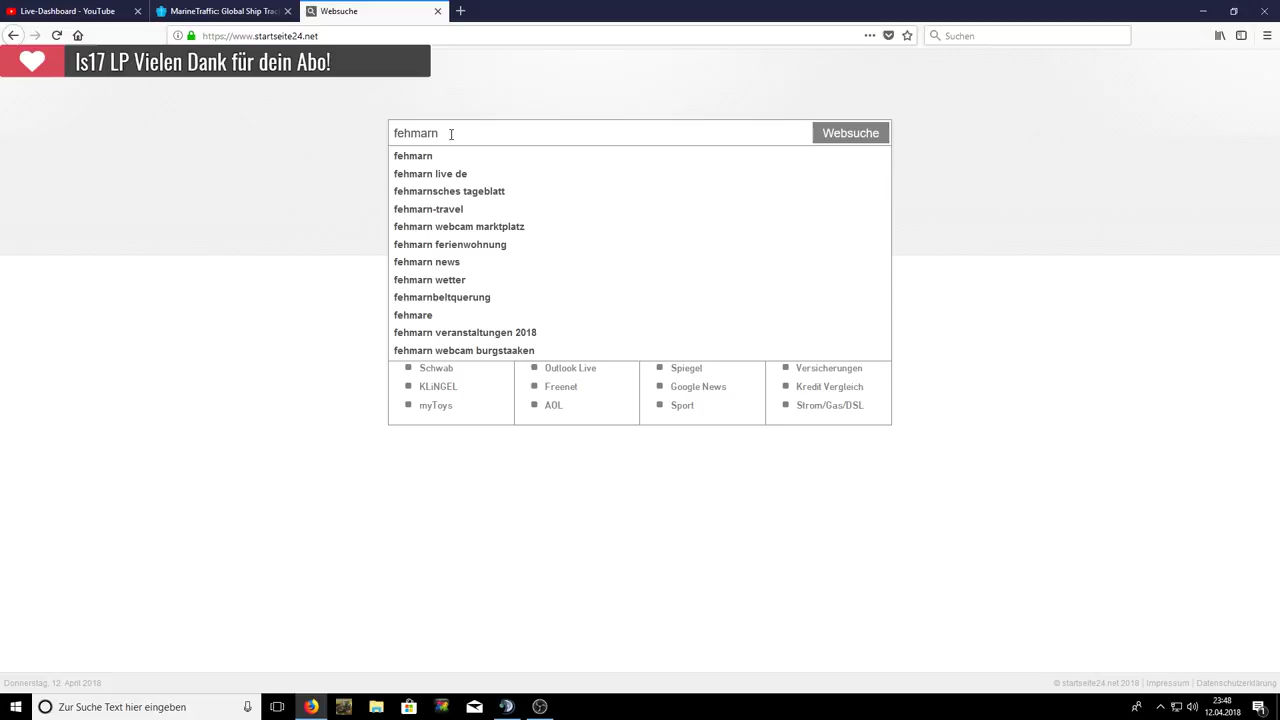 Live-Dashboard - YouTube
MarineTraffic: Global Ship Trac
Websuche
https://www.startseite24.net
Suchen
Is17 LP Vielen Dank für dein Abo!
fehmarn
Websuche
fehmarn
fehmarn live de
fehmarnsches tageblatt
fehmarn-travel
fehmarn webcam marktplatz
fehmarn ferienwohnung
fehmarn news
fehmarn wetter
fehmarnbeltquerung
fehmare
fehmarn veranstaltungen 2018
fehmarn webcam burgstaaken
Schwab
Outlook Live
Spiegel
Versicherungen
KLiNGEL
Freenet
Google News
Kredit Vergleich
myToys
AOL
Sport
Strom/Gas/DSL
Donnerstag, 12. April 2018
© startseite24.net 2018 | Impressum | Datenschutzerklärung
Zur Suche Text hier eingeben
23:48
12.04.2018